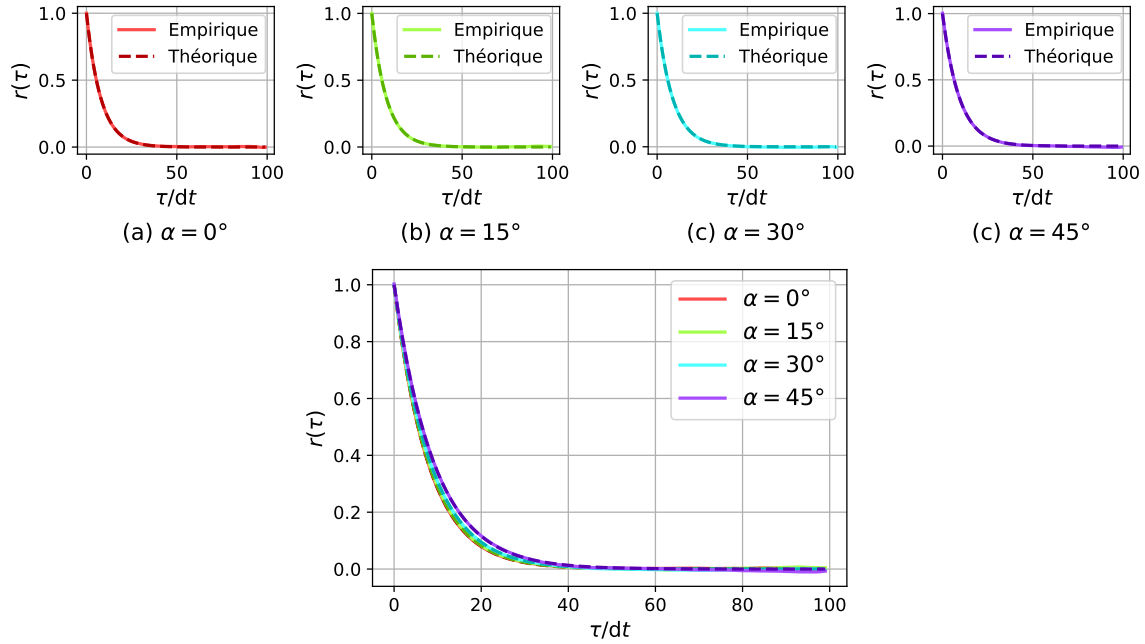 1.0
0.5
0.0
r(τ)
Empirique
Théorique
0 50 100
τ/dt
(a) α = 0°
1.0
0.5
0.0
r(τ)
Empirique
Théorique
0 50 100
τ/dt
(b) α = 15°
1.0
0.5
0.0
r(τ)
Empirique
Théorique
0 50 100
τ/dt
(c) α = 30°
1.0
0.5
0.0
r(τ)
Empirique
Théorique
0 50 100
τ/dt
(c) α = 45°
1.0
0.8
0.6
0.4
0.2
0.0
r(τ)
α = 0°
α = 15°
α = 30°
α = 45°
0 20 40 60 80 100
τ/dt